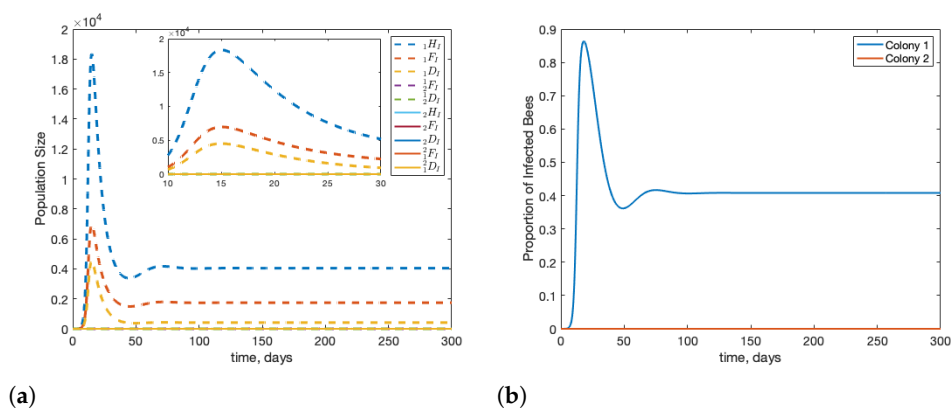 ×10⁴
2
1.8
1.6
1.4
1.2
1
0.8
0.6
0.4
0.2
0
Population Size
0 50 100 150 200 250 300
time, days
×10⁴
2
1.5
1
0.5
0
10 15 20 25 30
₁H_I
₁F_I
₁D_I
¹₂F_I
¹₂D_I
₂H_I
₂F_I
₂D_I
²₁F_I
²₁D_I
(a)
0.9
0.8
0.7
0.6
0.5
0.4
0.3
0.2
0.1
0
Proportion of Infected Bees
0 50 100 150 200 250 300
time, days
Colony 1
Colony 2
(b)